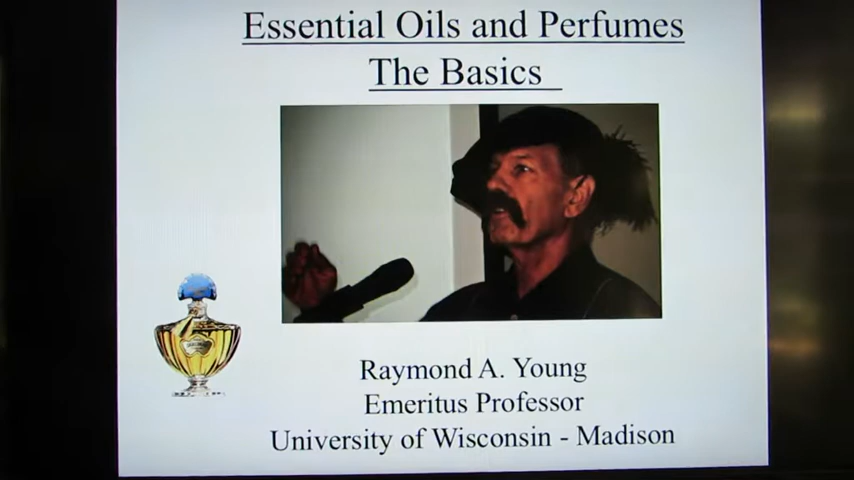 Essential Oils and Perfumes
The Basics
Raymond A. Young
Emeritus Professor
University of Wisconsin - Madison